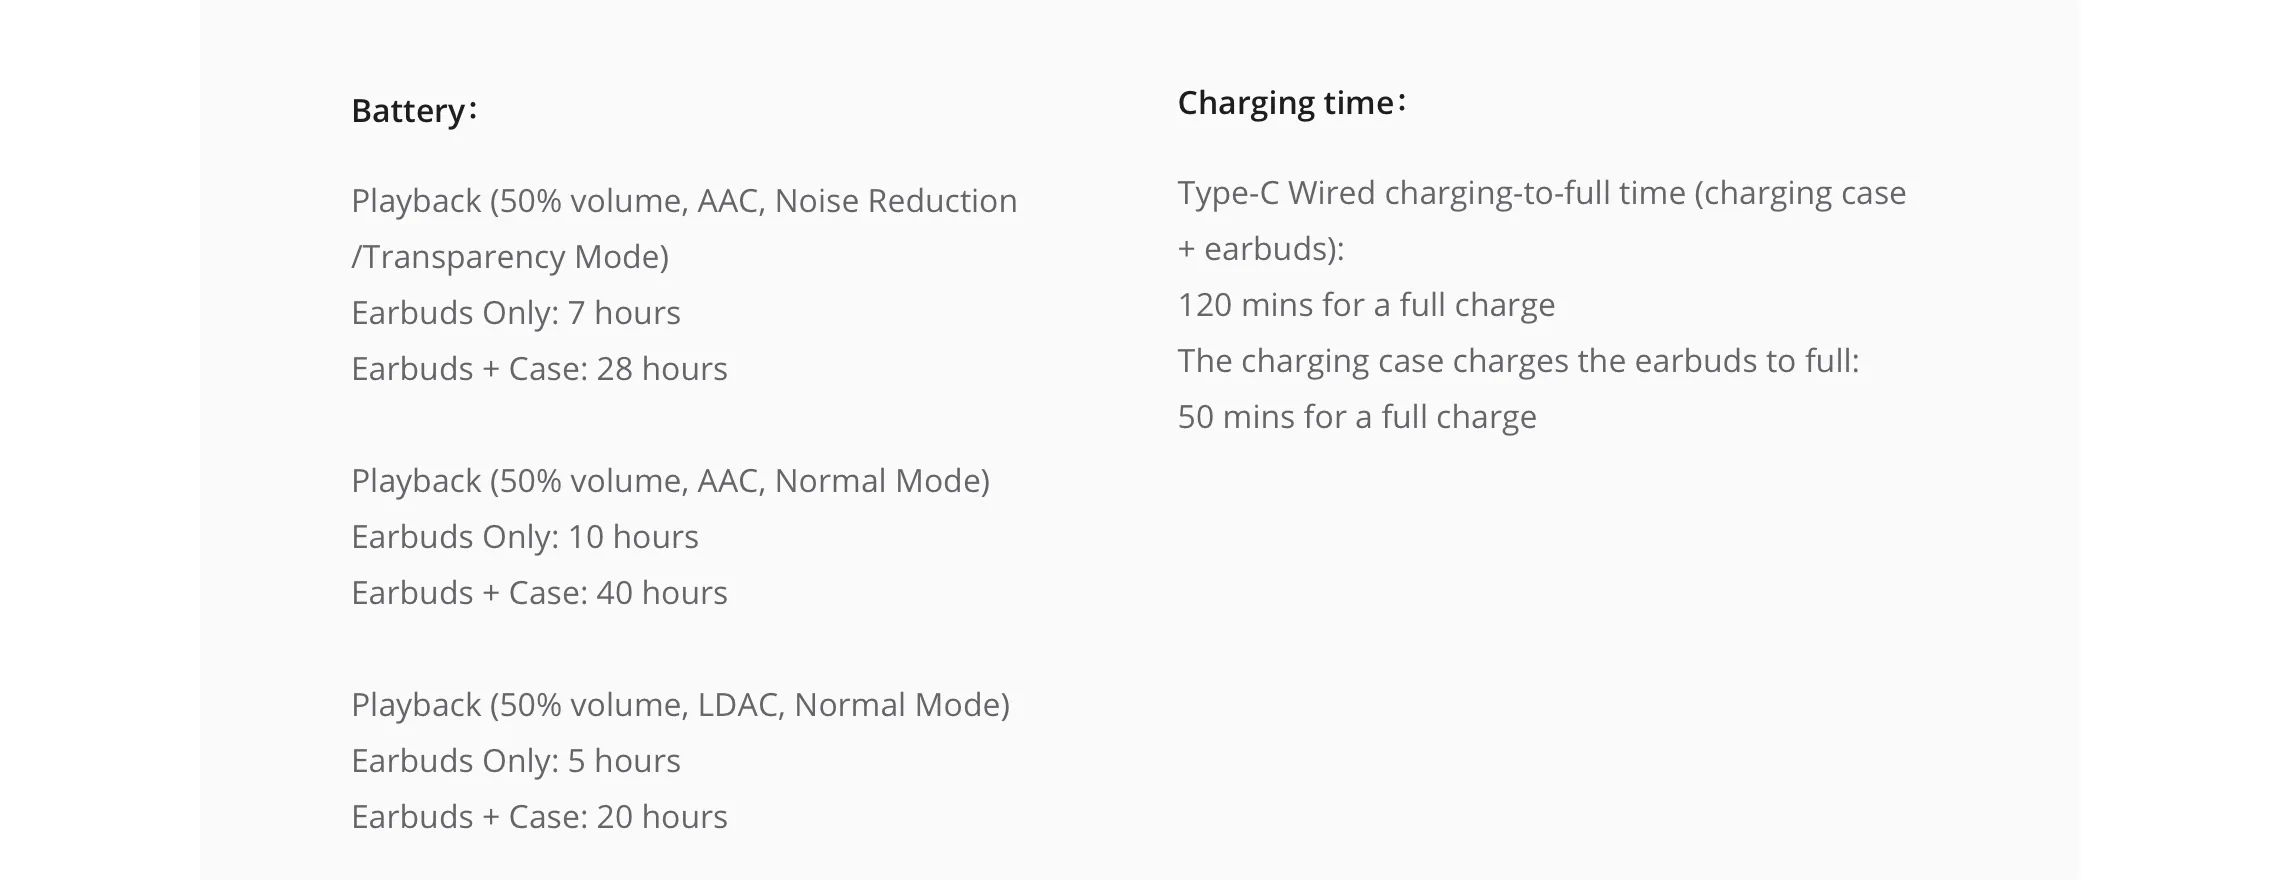 Battery：
Playback (50% volume, AAC, Noise Reduction
/Transparency Mode)
Earbuds Only: 7 hours
Earbuds + Case: 28 hours
Playback (50% volume, AAC, Normal Mode)
Earbuds Only: 10 hours
Earbuds + Case: 40 hours
Playback (50% volume, LDAC, Normal Mode)
Earbuds Only: 5 hours
Earbuds + Case: 20 hours
Charging time：
Type-C Wired charging-to-full time (charging case
+ earbuds):
120 mins for a full charge
The charging case charges the earbuds to full:
50 mins for a full charge